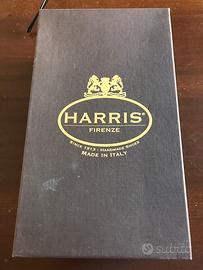 HARRIS®
FIRENZE
SINCE 1913 - HANDMADE SHOES
MADE IN ITALY
subito